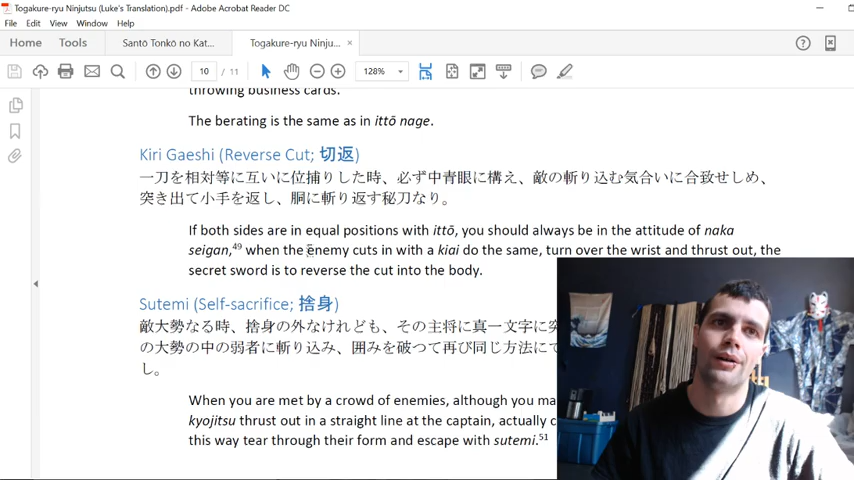 Togakure-ryu Ninjutsu (Luke's Translation).pdf - Adobe Acrobat Reader DC
File Edit View Window Help
Home Tools Santō Tonkō no Kat... Togakure-ryu Ninju... ×
10 / 11 128%
throwing business cards.
The berating is the same as in ittō nage.
Kiri Gaeshi (Reverse Cut; 切返)
一刀を相対等に互いに位捕りした時、必ず中青眼に構え、敵の斬り込む気合いに合致せしめ、
突き出て小手を返し、胴に斬り返す秘刀なり。
If both sides are in equal positions with ittō, you should always be in the attitude of naka
seigan,49 when the enemy cuts in with a kiai do the same, turn over the wrist and thrust out, the
secret sword is to reverse the cut into the body.
Sutemi (Self-sacrifice; 捨身)
敵大勢なる時、捨身の外なけれども、その主将に真一文字に突
の大勢の中の弱者に斬り込み、囲みを破つて再び同じ方法にて
し。
When you are met by a crowd of enemies, although you ma
kyojitsu thrust out in a straight line at the captain, actually c
this way tear through their form and escape with sutemi.51